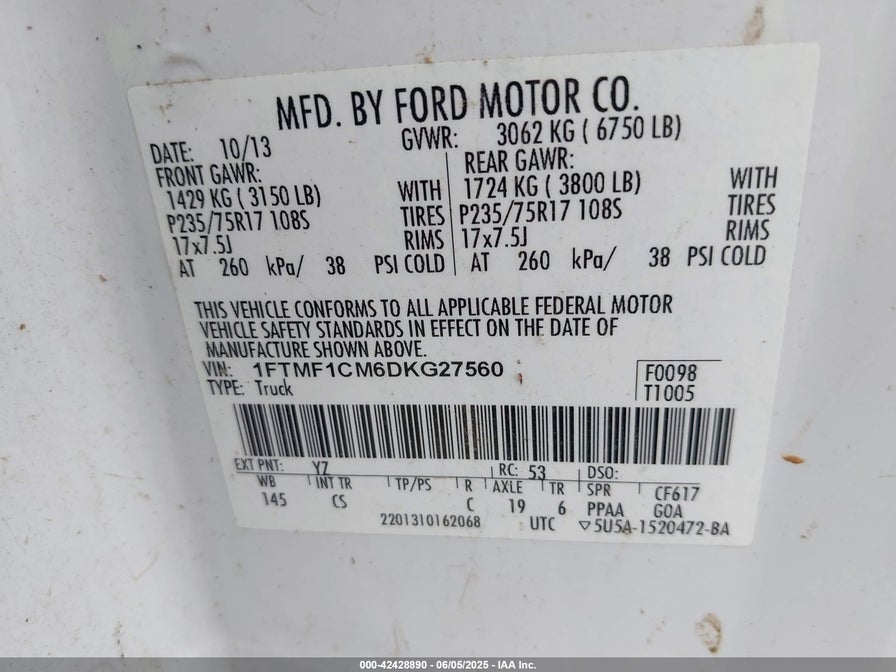 MFD. BY FORD MOTOR CO.
DATE: 10/13 GVWR: 3062 KG ( 6750 LB)
FRONT GAWR: REAR GAWR:
1429 KG ( 3150 LB) WITH 1724 KG ( 3800 LB) WITH
P235/75R17 108S TIRES P235/75R17 108S TIRES
17x7.5J RIMS 17x7.5J RIMS
AT 260 kPa/ 38 PSI COLD AT 260 kPa/ 38 PSI COLD
THIS VEHICLE CONFORMS TO ALL APPLICABLE FEDERAL MOTOR
VEHICLE SAFETY STANDARDS IN EFFECT ON THE DATE OF
MANUFACTURE SHOWN ABOVE.
VIN: 1FTMF1CM6DKG27560 F0098
TYPE: Truck T1005
EXT PNT: YZ RC: 53 DSO:
WB INT TR TP/PS R AXLE TR SPR CF617
145 CS C 19 6 PPAA GOA
2201310162068 UTC ▽5U5A-1520472-BA
000-42428890 - 06/05/2025 - IAA Inc.